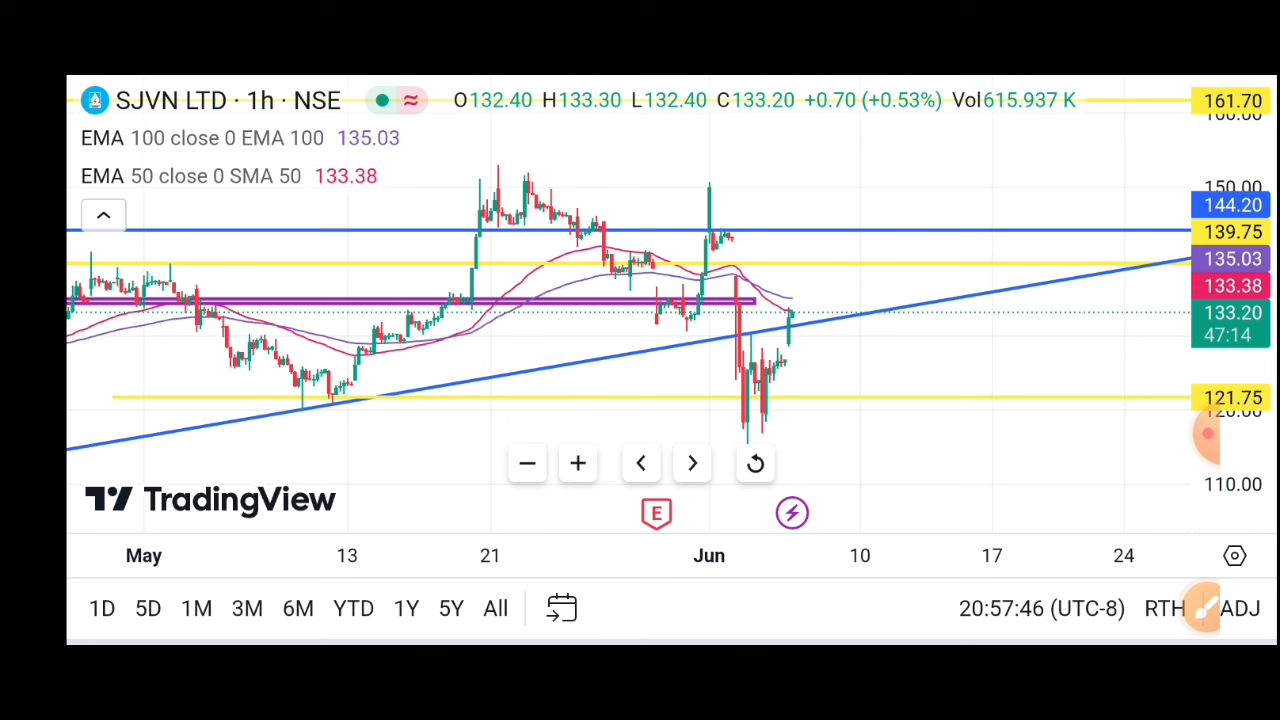 SJVN LTD · 1h · NSE O132.40 H133.30 L132.40 C133.20 +0.70 (+0.53%) Vol615.937 K
EMA 100 close 0 EMA 100 135.03
EMA 50 close 0 SMA 50 133.38
161.70
160.00
150.00
144.20
139.75
135.03
133.38
133.20
47:14
121.75
120.00
110.00
E
TradingView
May 13 21 Jun 10 17 24
1D 5D 1M 3M 6M YTD 1Y 5Y All 20:57:46 (UTC-8) RTH ADJ